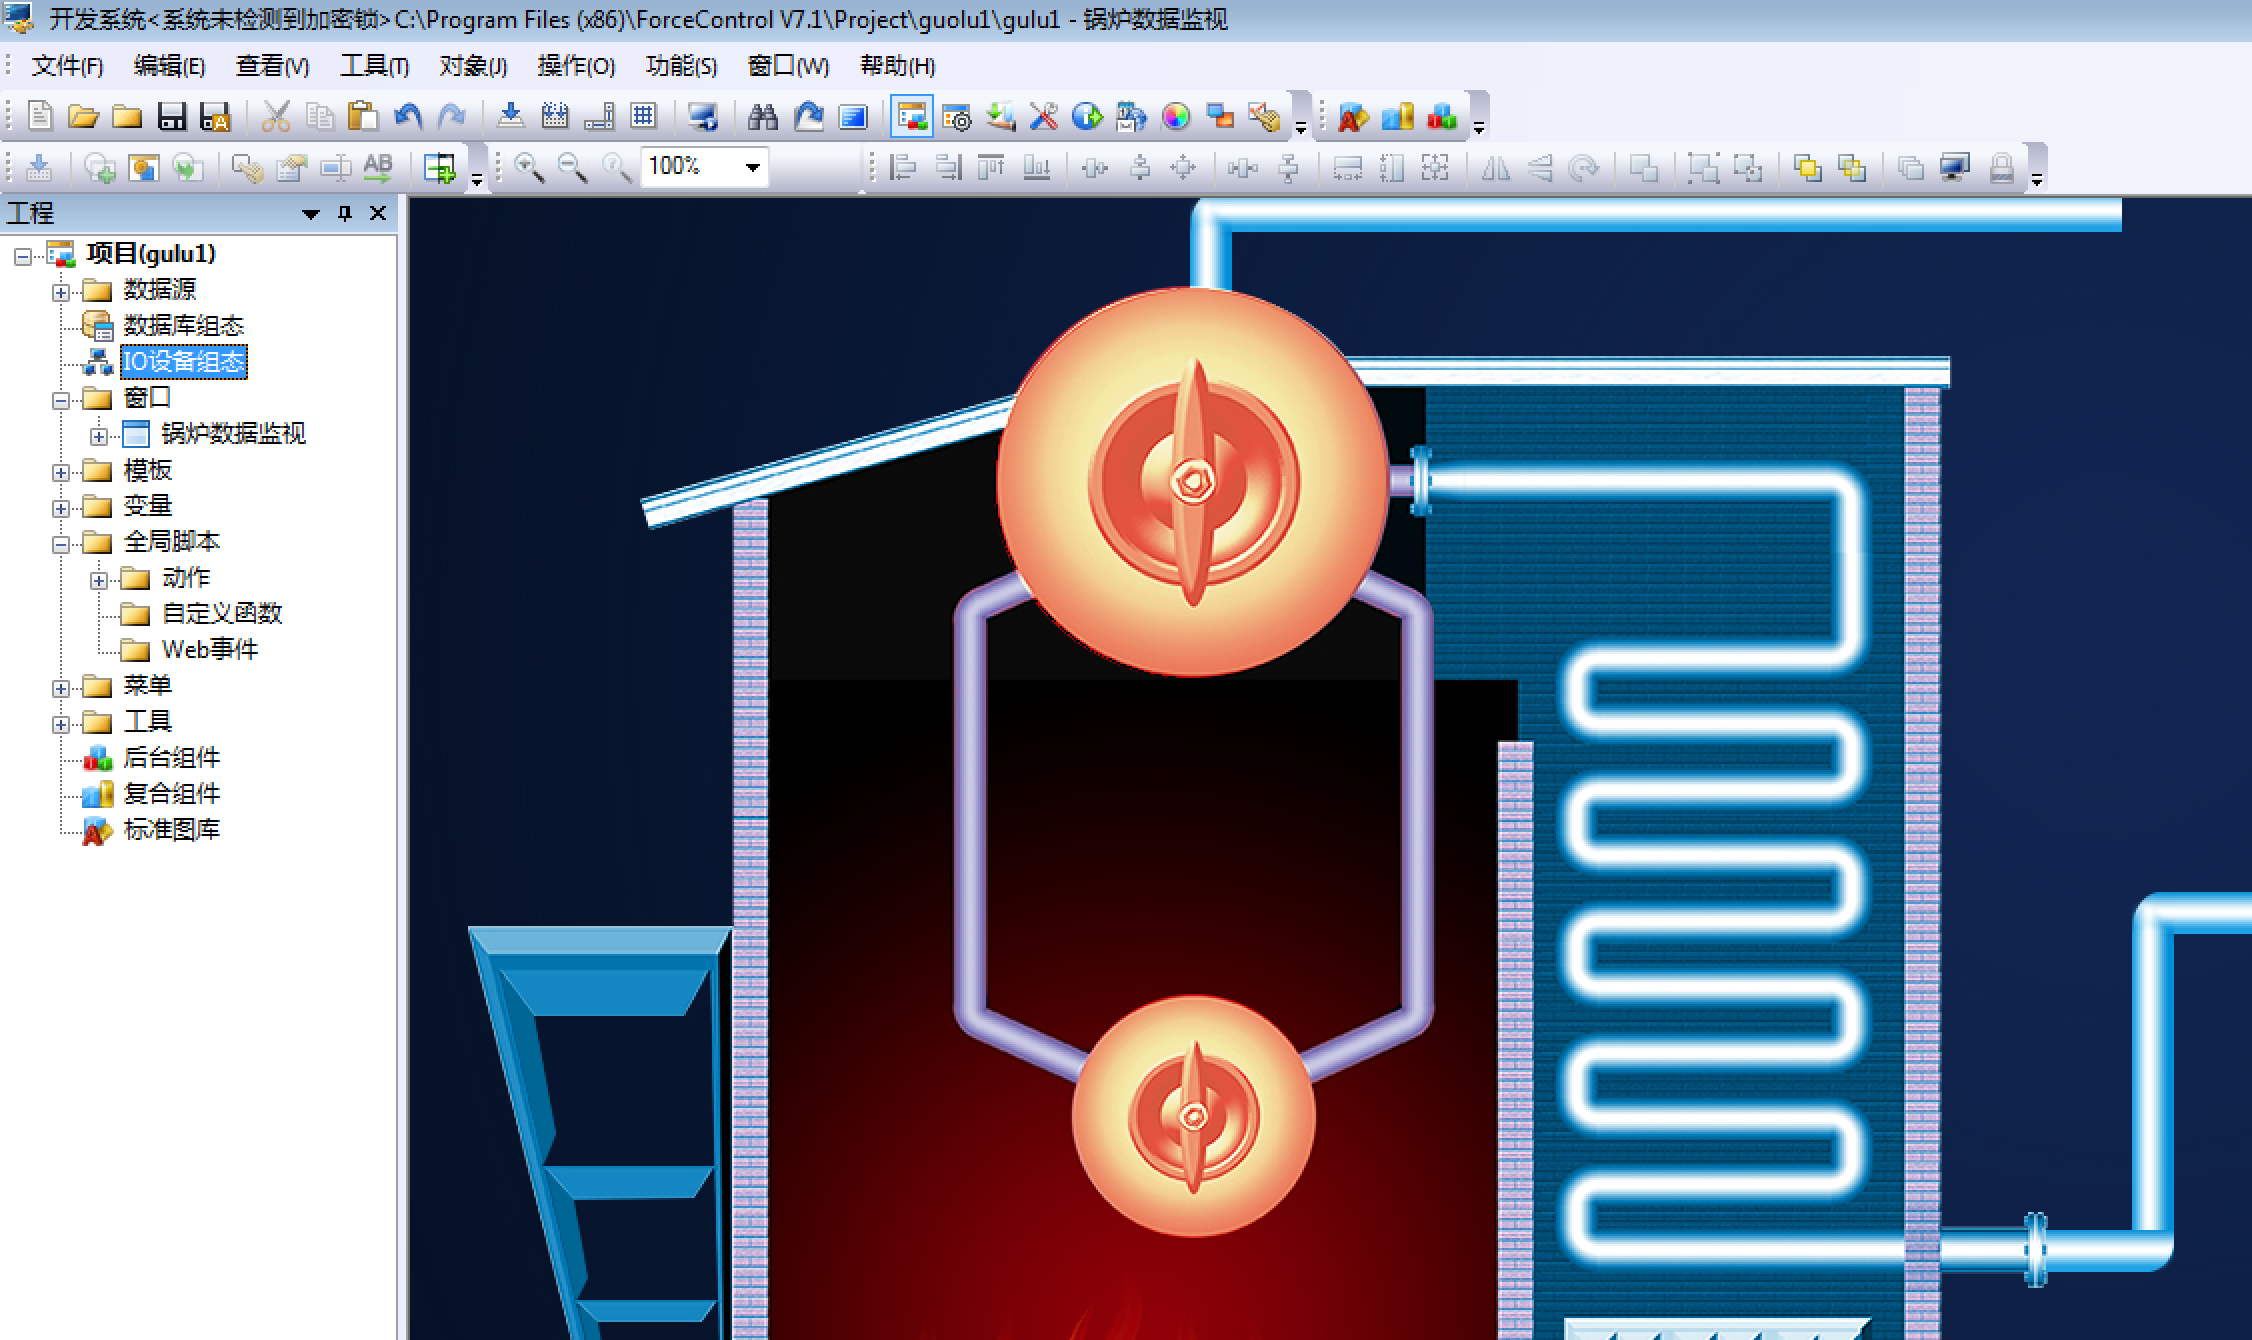 开发系统<系统未检测到加密锁>C:\Program Files (x86)\ForceControl V7.1\Project\guolu1\gulu1 - 锅炉数据监视
文件(F) 编辑(E) 查看(V) 工具(T) 对象(J) 操作(O) 功能(S) 窗口(W) 帮助(H)
AB 100%
工程
项目(gulu1)
数据源
数据库组态
IO设备组态
窗口
锅炉数据监视
模板
变量
全局脚本
动作
自定义函数
Web事件
菜单
工具
后台组件
复合组件
标准图库